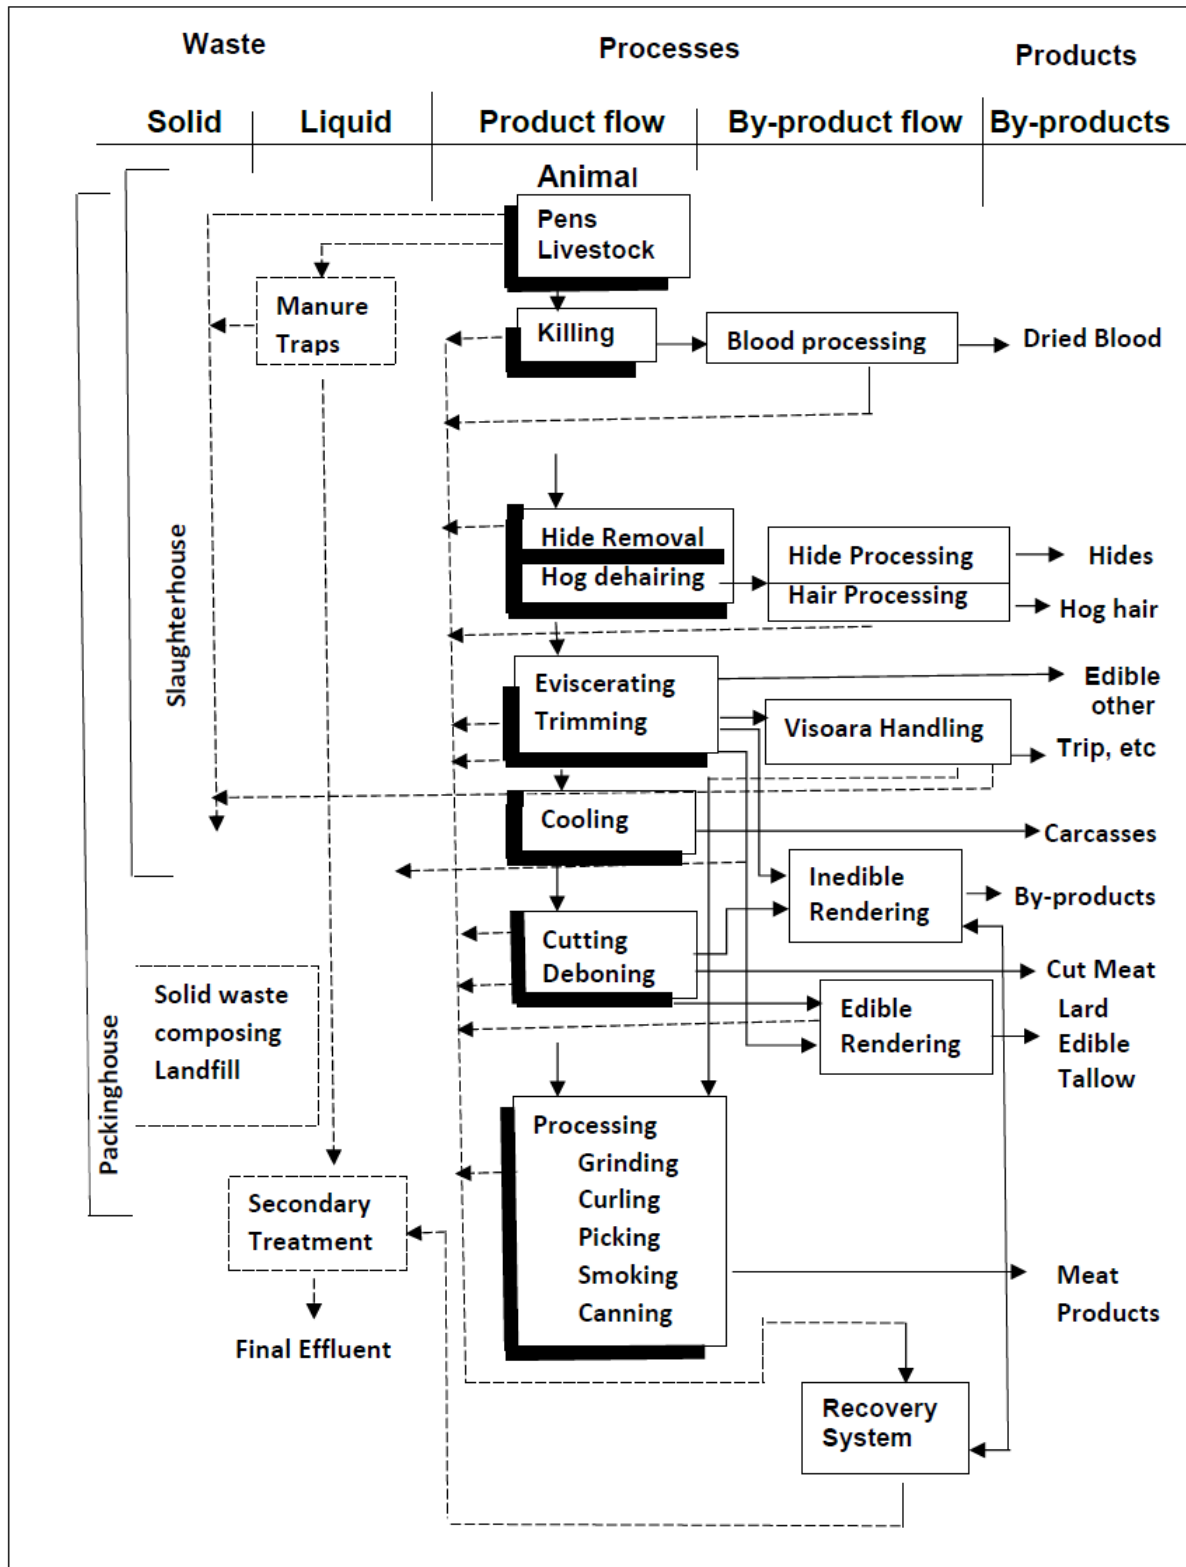 Waste
Processes
Products
Solid
Liquid
Product flow
By-product flow
By-products
Animal
Pens
Livestock
Manure
Traps
Killing
Blood processing
Dried Blood
Hide Removal
Hog dehairing
Hide Processing
Hair Processing
Hides
Hog hair
Slaughterhouse
Eviscerating
Trimming
Visoara Handling
Edible
other
Trip, etc
Cooling
Carcasses
Inedible
Rendering
By-products
Cutting
Deboning
Cut Meat
Solid waste
composing
Landfill
Edible
Rendering
Lard
Edible
Tallow
Packinghouse
Processing
Grinding
Curling
Picking
Smoking
Canning
Secondary
Treatment
Meat
Products
Final Effluent
Recovery
System